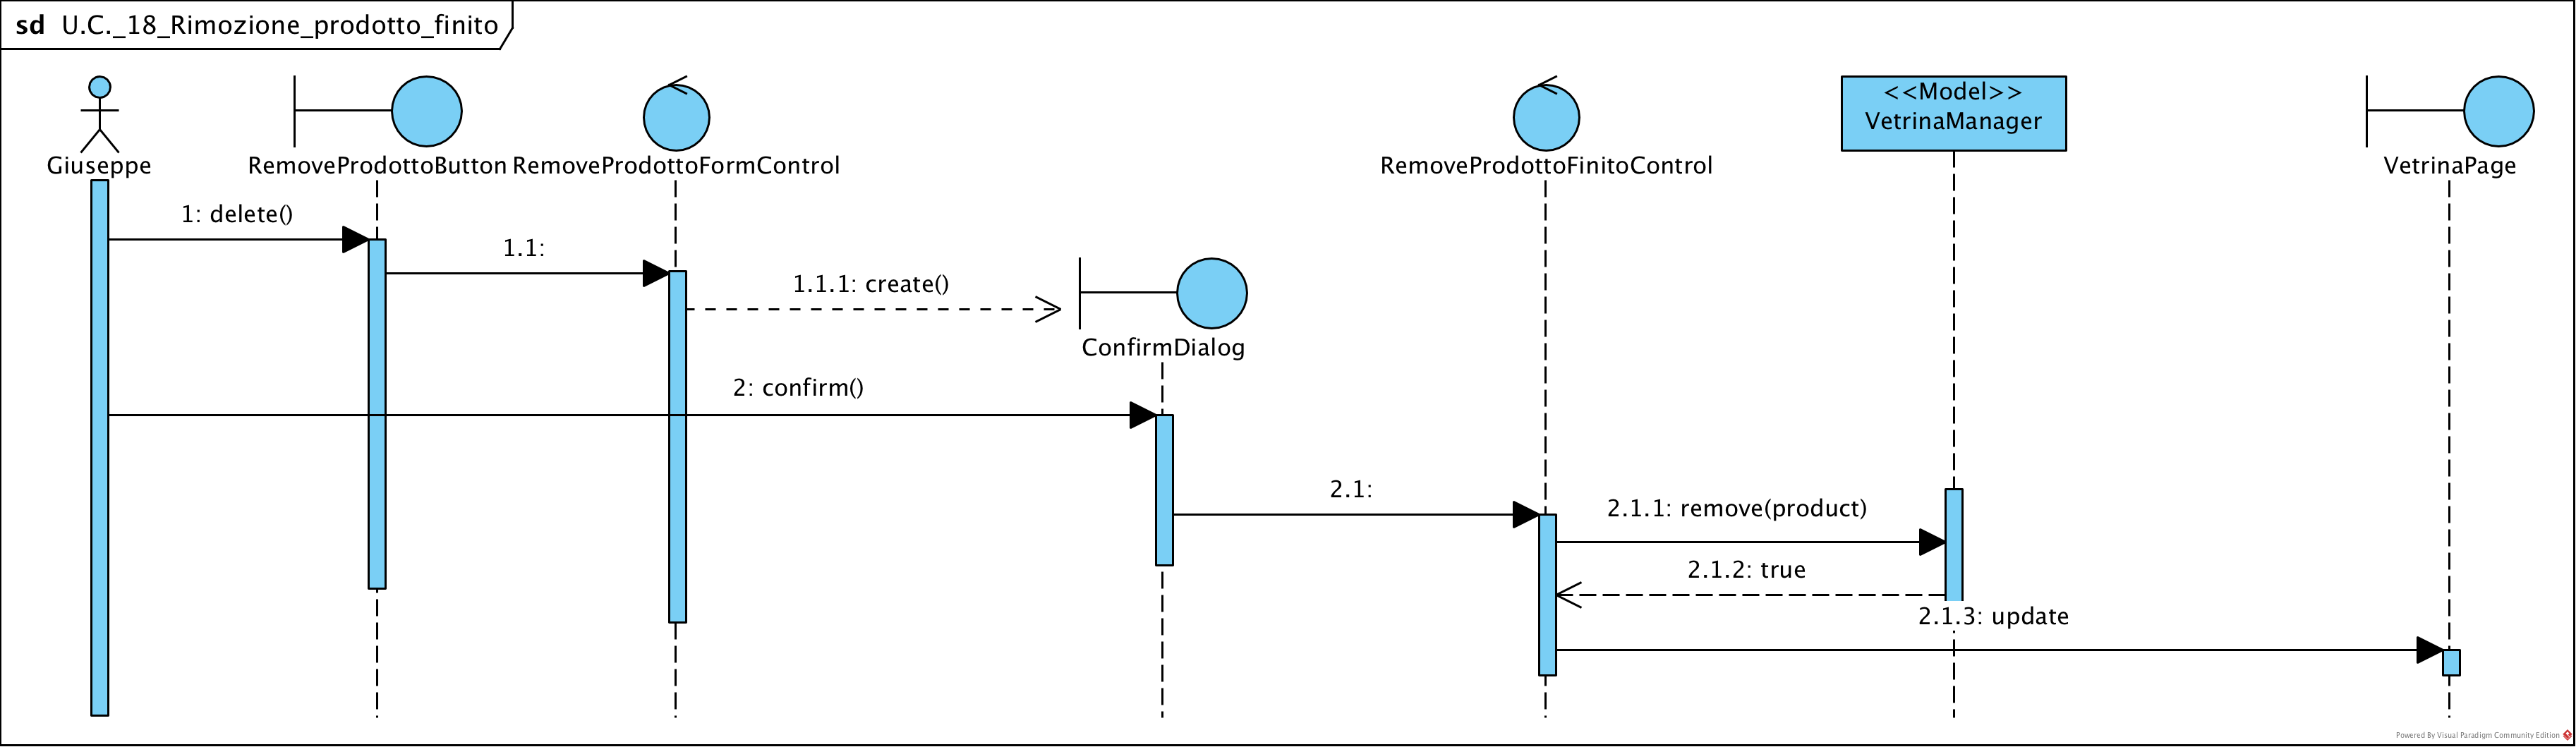 sd U.C._18_Rimozione_prodotto_finito
<<Model>>
VetrinaManager
Giuseppe
RemoveProdottoButton
RemoveProdottoFormControl
RemoveProdottoFinitoControl
VetrinaPage
1: delete()
1.1:
1.1.1: create()
ConfirmDialog
2: confirm()
2.1:
2.1.1: remove(product)
2.1.2: true
2.1.3: update
Powered By Visual Paradigm Community Edition